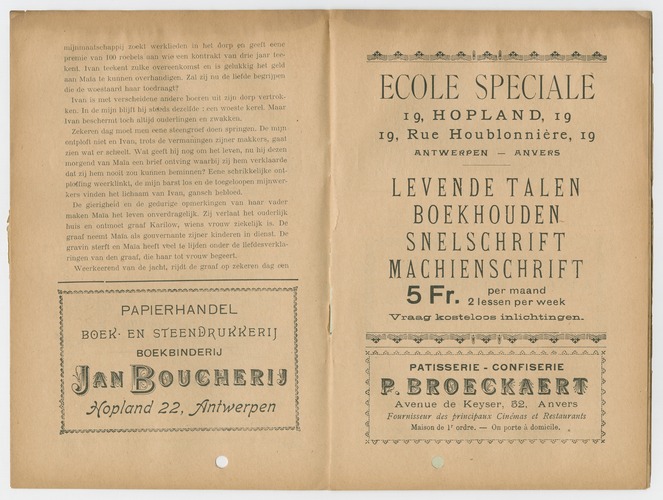 mijnmaatschappij zoekt werklieden in het dorp en geeft eene
premie van 100 roebels aan wie een kontrakt van drie jaar tee-
kent. Ivan teekent zulke overeenkomst en is gelukkig het geld
aan Mala te kunnen overhandigen. Zal zij nu de liefde begrijpen
die de woestaard haar toedraagt?
Ivan is met verscheidene andere boeren uit zijn dorp vertrok-
ken. In de mijn blijft hij steeds dezelfde een woeste kerel. Maar
Ivan beschermt toch altijd onderlingen en zwakken.
Zekeren dag moet men eene steengroef doen springen. De mijn
ontploft niet en Ivan, trots de vermaningen zijner makkers, gaat
zien wat er scheelt. Wat geeft hij nog om het leven, nu hij dezen
morgend van Mala een brief ontving waarbij zij hem verklaarde
dat zij hem nooit zou kunnen beminnen? Eene schrikkelijke ont-
ploffing weerklinkt, de mijn barst los en de toegeloopen mijnwer-
kers vinden het lichaam van Ivan, gansch gebloed.
De gierigheid en de gedurige opmerkingen van haar vader
maken Mala het leven onverdragelijk. Zij verlaat het ouderlijk
huis en ontmoet graaf Karilow, wiens vrouw ziekelijk is. De
graaf neemt Mala als gouvernante zijner kinderen in dienst. De
gravin sterft en Mala heeft veel te lijden onder de liefdesverkla-
ringen van den graaf, die haar tot vrouw begeert.
Weerkeerend van de jacht, rijdt de graaf op zekeren dag een
PAPIERHANDEL
BOEK- EN STEENDRUKKERIJ
BOEKBINDERIJ
JAN BOUCHERIJ
Hopland 22, Antwerpen
ECOLE SPECIALE
19, HOPLAND, 19
19, Rue Houblonnière, 19
ANTWERPEN — ANVERS
LEVENDE TALEN
BOEKHOUDEN
SNELSCHRIFT
MACHIENSCHRIFT
5 Fr. per maand
2 lessen per week
Vraag kosteloos inlichtingen.
PATISSERIE - CONFISERIE
P. BROECKAERT
Avenue de Keyser, 32, Anvers
Fournisseur des principaux Cinémas et Restaurants
Maison de 1r ordre. — On porte à domicile.